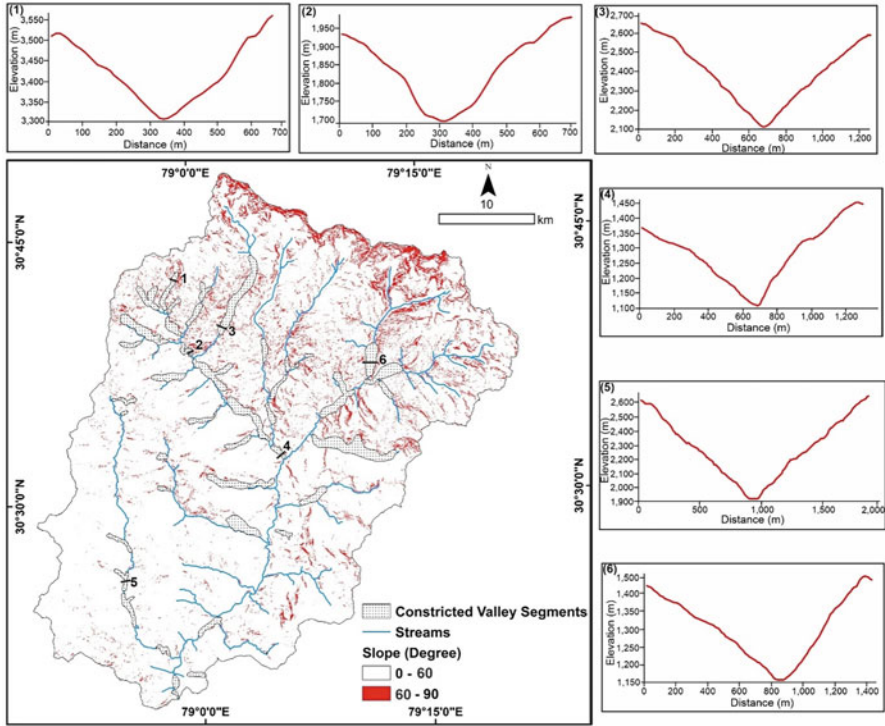 (1)
3,550
3,500
3,450
3,400
3,350
3,300
Elevation (m)
0 100 200 300 400 500 600 700
Distance (m)
(2)
1,950
1,900
1,850
1,800
1,750
1,700
Elevation (m)
0 100 200 300 400 500 600 700
Distance (m)
(3)
2,700
2,600
2,500
2,400
2,300
2,200
2,100
Elevation (m)
0 200 400 600 800 1,000 1,200
Distance (m)
79°0'0"E 79°15'0"E
N
10
km
30°45'0"N 30°45'0"N
1
2
3
6
4
5
30°30'0"N 30°30'0"N
Constricted Valley Segments
Streams
Slope (Degree)
0 - 60
60 - 90
79°0'0"E 79°15'0"E
(4)
1,450
1,400
1,350
1,300
1,250
1,200
1,150
1,100
Elevation (m)
0 200 400 600 800 1,000 1,200
Distance (m)
(5)
2,600
2,500
2,400
2,300
2,200
2,100
2,000
1,900
Elevation (m)
0 500 1,000 1,500 2,000
Distance (m)
(6)
1,500
1,450
1,400
1,350
1,300
1,250
1,200
1,150
Elevation (m)
0 200 400 600 800 1,000 1,200 1,400
Distance (m)